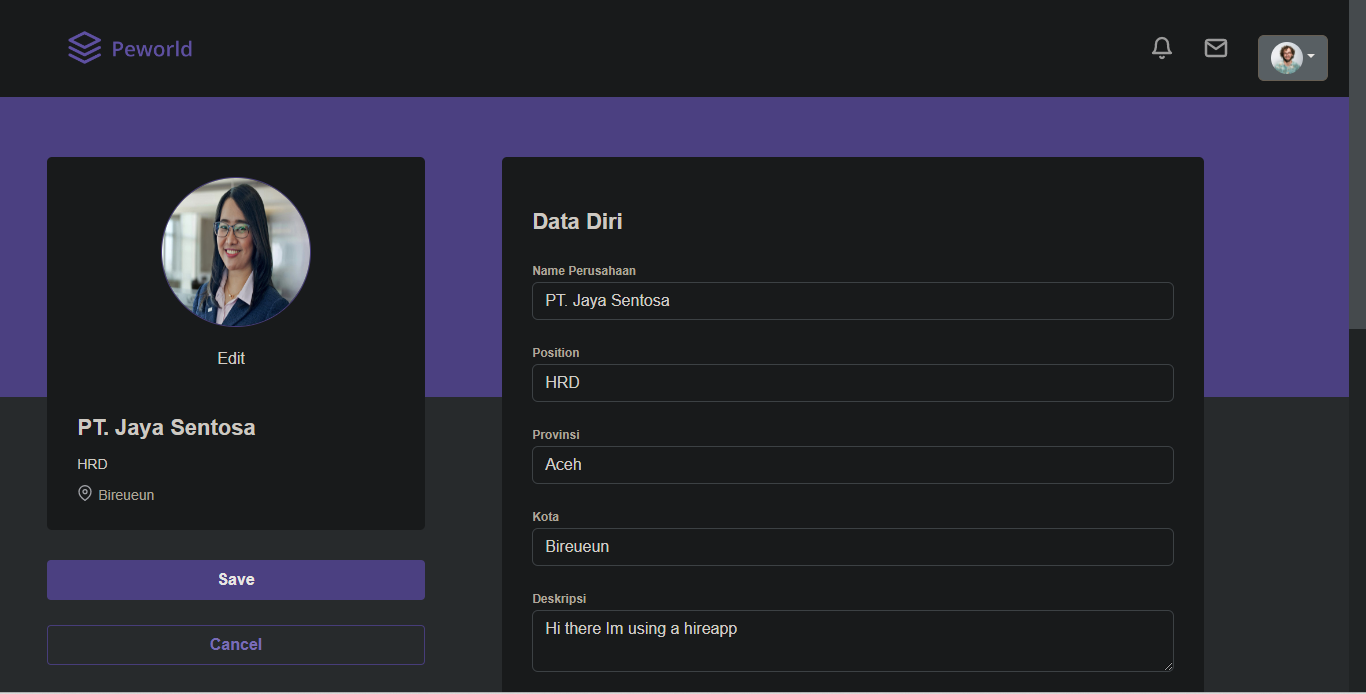 Peworld
Edit
PT. Jaya Sentosa
HRD
Bireueun
Save
Cancel
Data Diri
Name Perusahaan
PT. Jaya Sentosa
Position
HRD
Provinsi
Aceh
Kota
Bireueun
Deskripsi
Hi there Im using a hireapp